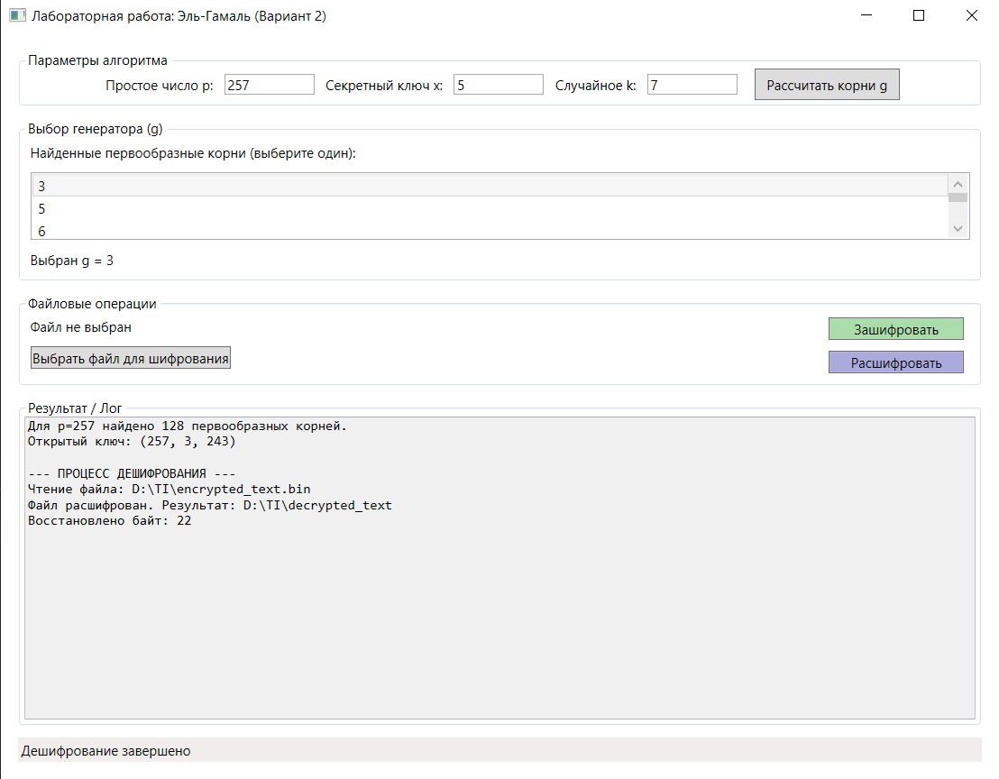 Лабораторная работа: Эль-Гамаль (Вариант 2)
Параметры алгоритма
Простое число p: 257 Секретный ключ x: 5 Случайное k: 7 Рассчитать корни g
Выбор генератора (g)
Найденные первообразные корни (выберите один):
3
5
6
Выбран g = 3
Файловые операции
Файл не выбран
Зашифровать
Выбрать файл для шифрования
Расшифровать
Результат / Лог
Для p=257 найдено 128 первообразных корней.
Открытый ключ: (257, 3, 243)
--- ПРОЦЕСС ДЕШИФРОВАНИЯ ---
Чтение файла: D:\TI\encrypted_text.bin
Файл расшифрован. Результат: D:\TI\decrypted_text
Восстановлено байт: 22
Дешифрование завершено